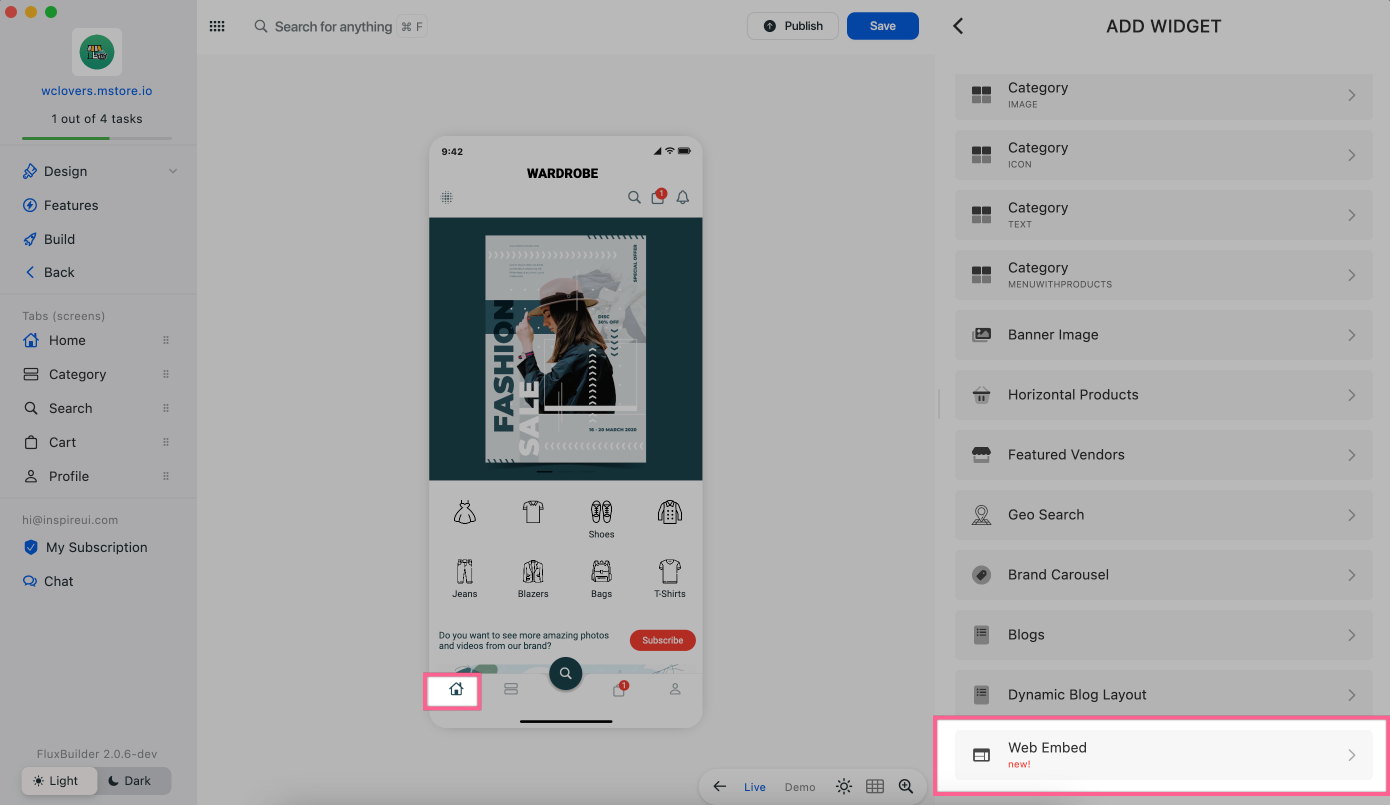 wclovers.mstore.io
1 out of 4 tasks
Design
Features
Build
Back
Tabs (screens)
Home
Category
Search
Cart
Profile
hi@inspireui.com
My Subscription
Chat
FluxBuilder 2.0.6-dev
Light
Dark
Search for anything ⌘ F
Publish
Save
9:42
WARDROBE
1
SPECIAL OFFER
DISC
30% OFF
FASHION
SALE
16 - 20 MARCH 2020
Shoes
Jeans
Blazers
Bags
T-Shirts
Do you want to see more amazing photos
and videos from our brand?
Subscribe
1
Live
Demo
ADD WIDGET
Category
IMAGE
Category
ICON
Category
TEXT
Category
MENUWITHPRODUCTS
Banner Image
Horizontal Products
Featured Vendors
Geo Search
Brand Carousel
Blogs
Dynamic Blog Layout
Web Embed
new!